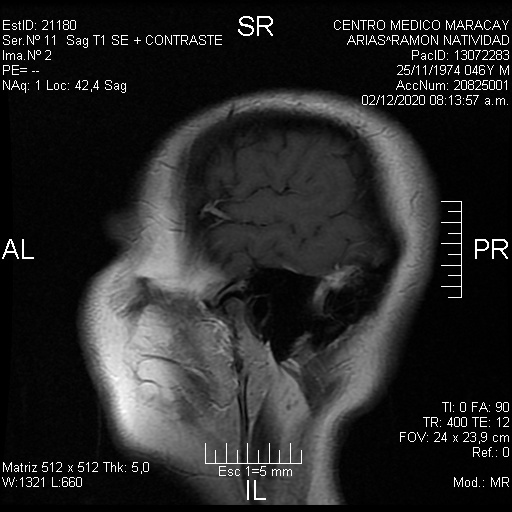 EstID: 21180
Ser.Nº 11 Sag T1 SE + CONTRASTE
Ima.Nº 2
PE= --
NAq: 1 Loc: 42,4 Sag
SR
CENTRO MEDICO MARACAY
ARIAS^RAMON NATIVIDAD
PacID: 13072283
25/11/1974 046Y M
AccNum: 20825001
02/12/2020 08:13:57 a.m.
AL
PR
TI: 0 FA: 90
TR: 400 TE: 12
FOV: 24 x 23,9 cm
Ref.: 0
Matriz 512 x 512 Thk: 5,0
W:1321 L:660
Esc 1=5 mm
IL
Mod.: MR